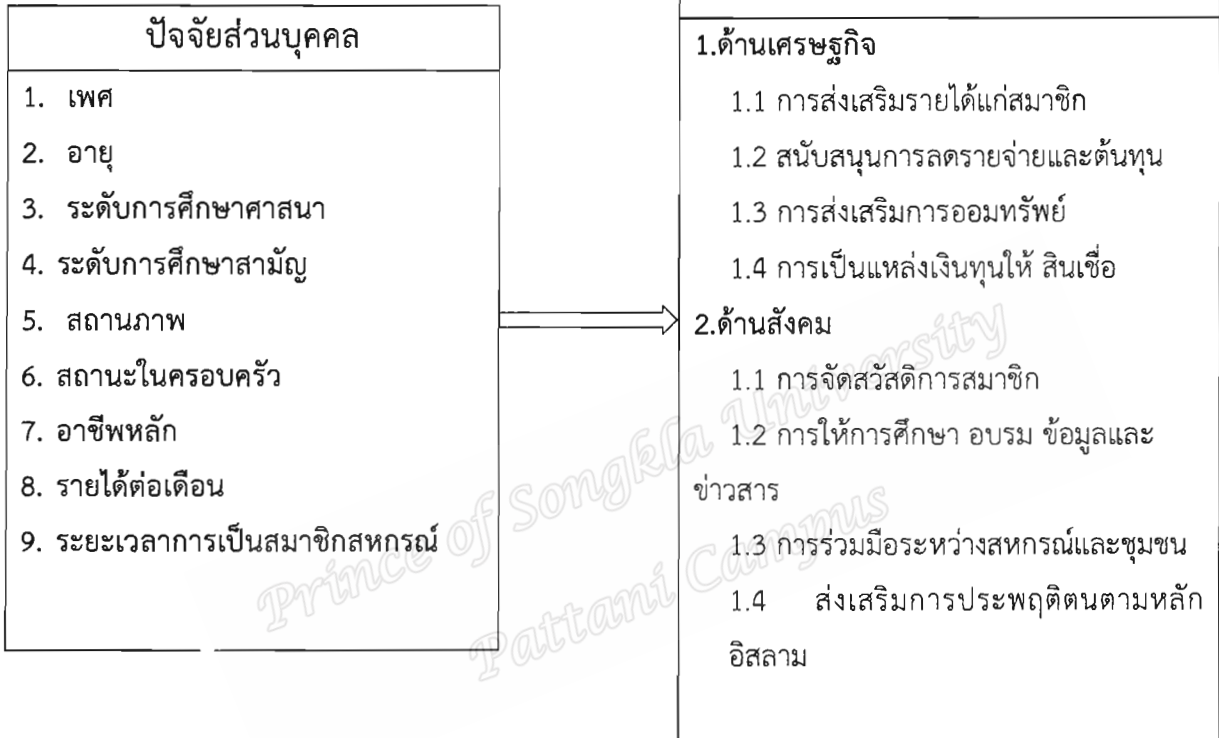 ปัจจัยส่วนบุคคล
1. เพศ
2. อายุ
3. ระดับการศึกษาศาสนา
4. ระดับการศึกษาสามัญ
5. สถานภาพ
6. สถานะในครอบครัว
7. อาชีพหลัก
8. รายได้ต่อเดือน
9. ระยะเวลาการเป็นสมาชิกสหกรณ์
1.ด้านเศรษฐกิจ
1.1 การส่งเสริมรายได้แก่สมาชิก
1.2 สนับสนุนการลดรายจ่ายและต้นทุน
1.3 การส่งเสริมการออมทรัพย์
1.4 การเป็นแหล่งเงินทุนให้ สินเชื่อ
2.ด้านสังคม
1.1 การจัดสวัสดิการสมาชิก
1.2 การให้การศึกษา อบรม ข้อมูลและ
ข่าวสาร
1.3 การร่วมมือระหว่างสหกรณ์และชุมชน
1.4 ส่งเสริมการประพฤติตนตามหลัก
อิสลาม
Prince of Songkla University
Pattani Campus